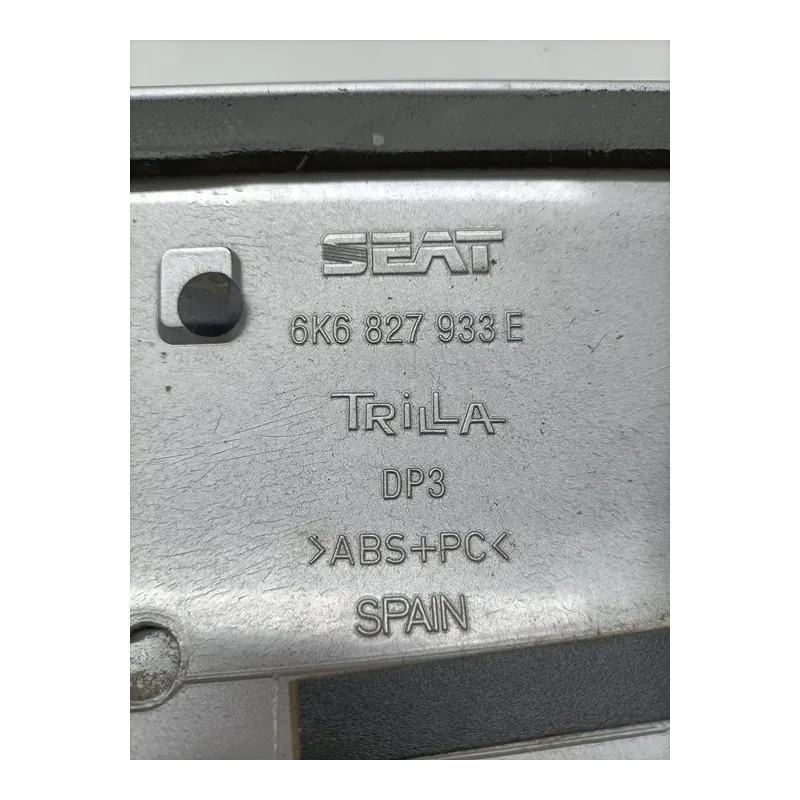 SEAT
6K6 827 933 E
TRiLLA
DP3
>ABS+PC<
SPAIN